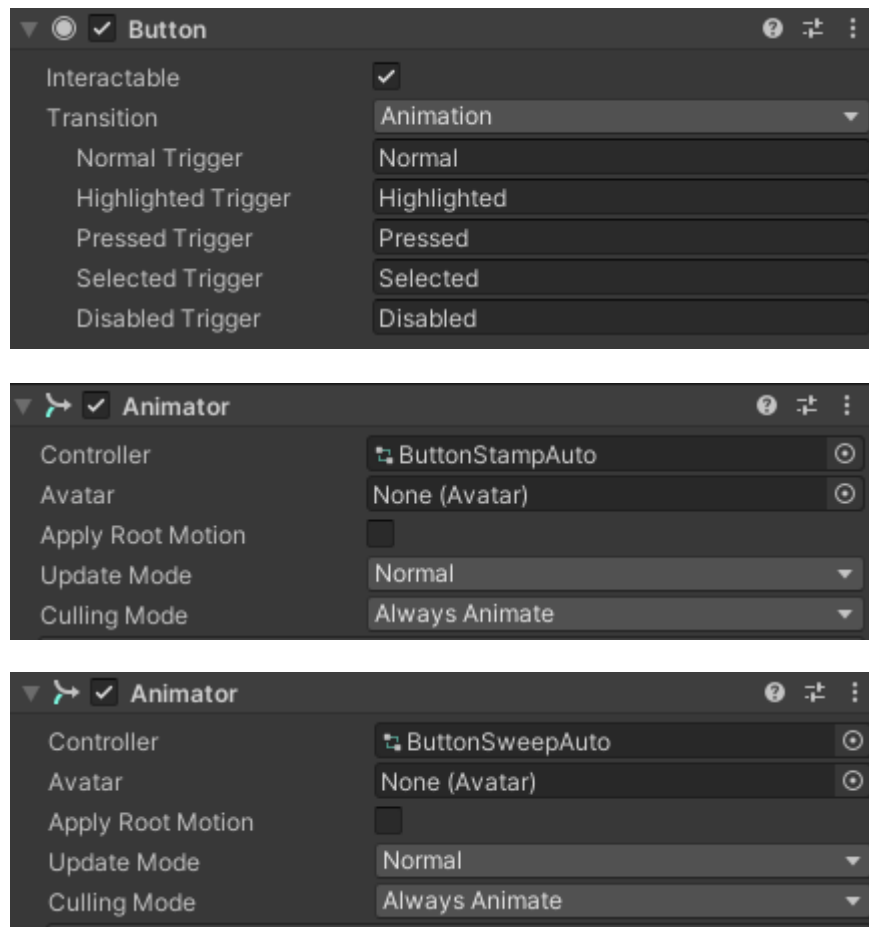 Button
Interactable
Transition Animation
Normal Trigger Normal
Highlighted Trigger Highlighted
Pressed Trigger Pressed
Selected Trigger Selected
Disabled Trigger Disabled
Animator
Controller ButtonStampAuto
Avatar None (Avatar)
Apply Root Motion
Update Mode Normal
Culling Mode Always Animate
Animator
Controller ButtonSweepAuto
Avatar None (Avatar)
Apply Root Motion
Update Mode Normal
Culling Mode Always Animate